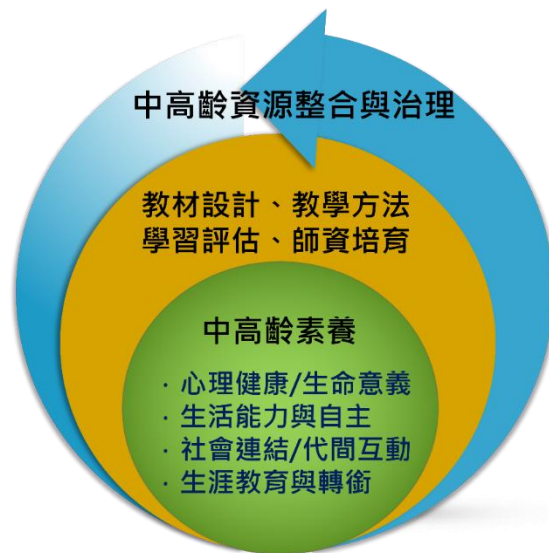 中高齡資源整合與治理
教材設計、教學方法
學習評估、師資培育
中高齡素養
· 心理健康/生命意義
· 生活能力與自主
· 社會連結/代間互動
· 生涯教育與轉銜